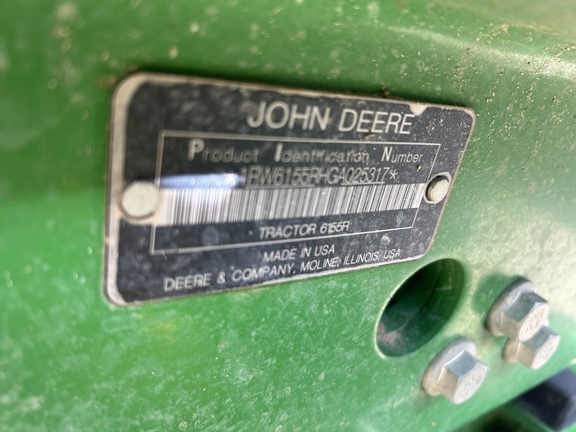 JOHN DEERE
Product Identification Number
1RW6155RHGA025317*
TRACTOR 6155R
MADE IN USA
DEERE & COMPANY, MOLINE, ILLINOIS, USA